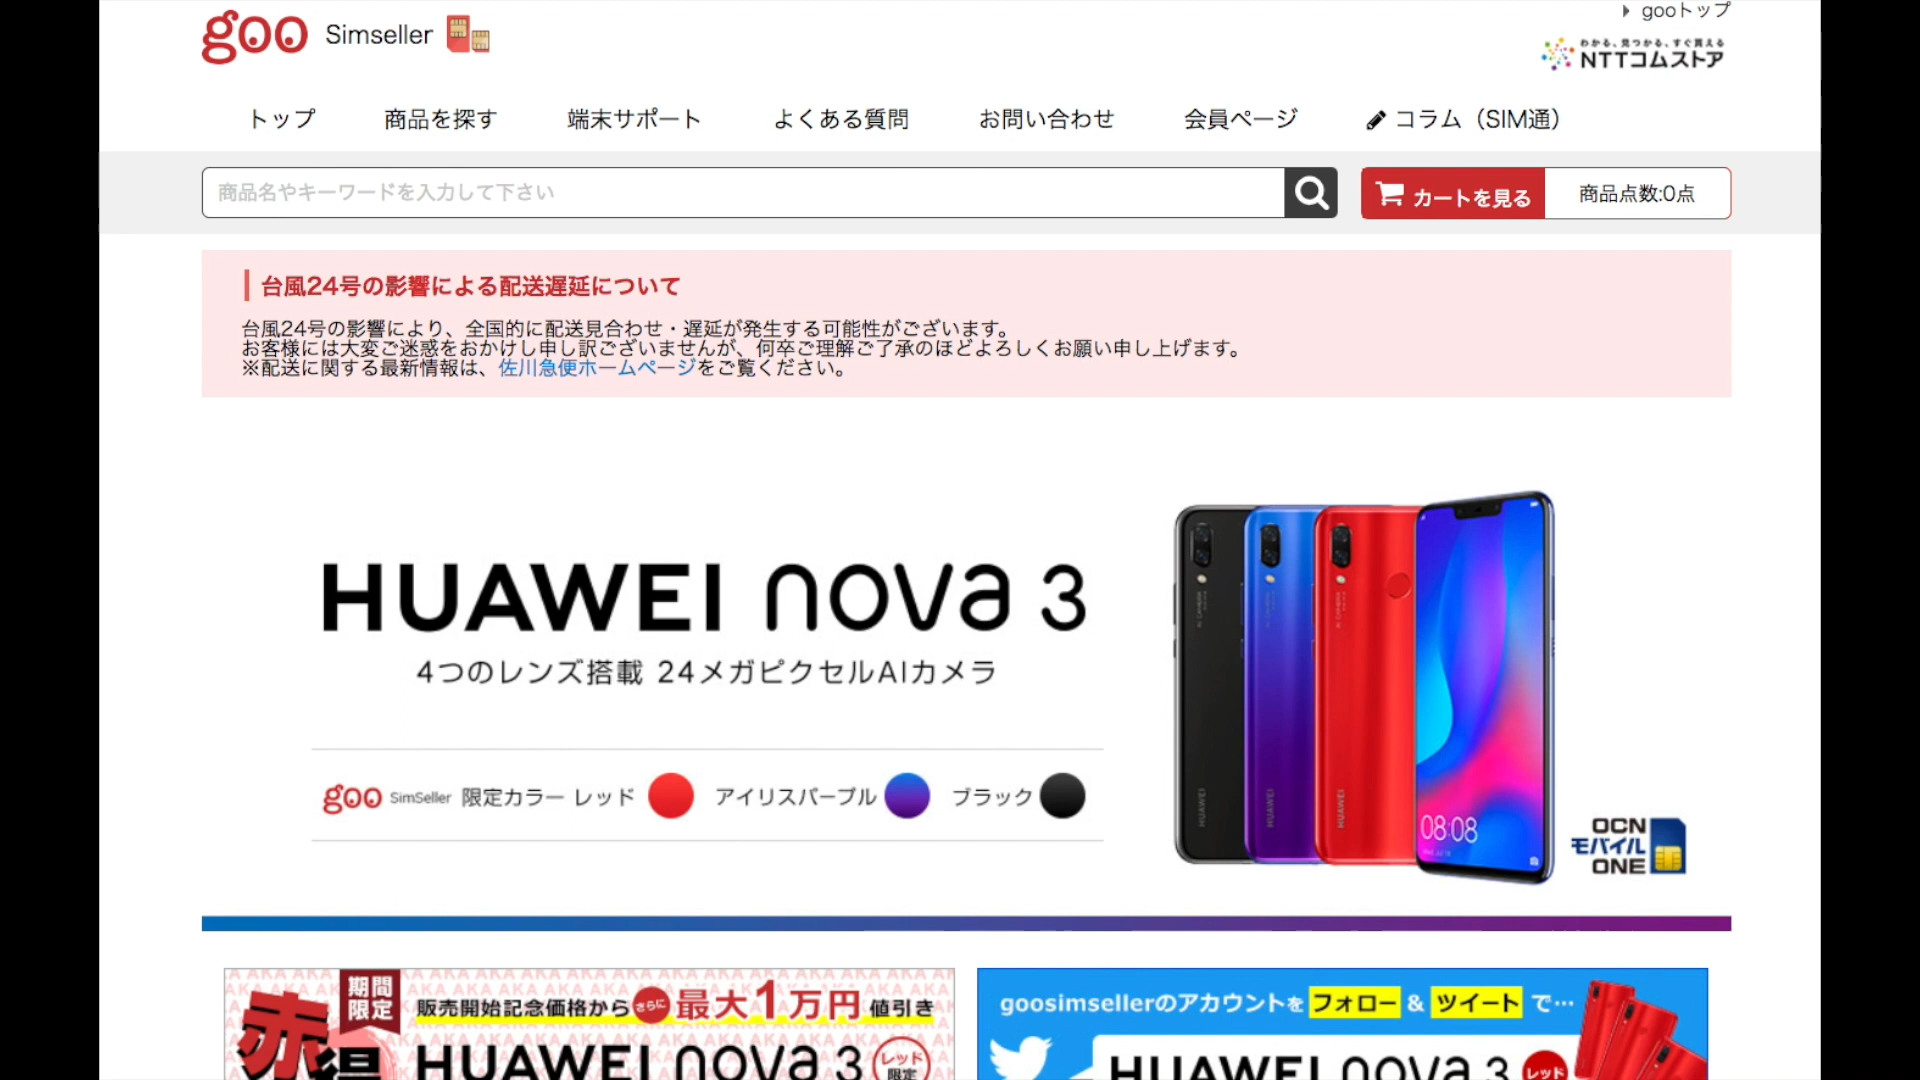 goo Simseller
gooトップ
わかる、見つかる、すぐ買える
NTTコムストア
トップ 商品を探す 端末サポート よくある質問 お問い合わせ 会員ページ コラム（SIM通）
商品名やキーワードを入力して下さい
カートを見る 商品点数:0点
台風24号の影響による配送遅延について
台風24号の影響により、全国的に配送見合わせ・遅延が発生する可能性がございます。
お客様には大変ご迷惑をおかけし申し訳ございませんが、何卒ご理解ご了承のほどよろしくお願い申し上げます。
※配送に関する最新情報は、佐川急便ホームページをご覧ください。
HUAWEI nova 3
4つのレンズ搭載 24メガピクセルAIカメラ
goo SimSeller 限定カラー レッド アイリスパープル ブラック
HUAWEI HUAWEI HUAWEI
08:08
OCN
モバイル
ONE
期間
限定
販売開始記念価格からさらに最大1万円値引き
赤得
HUAWEI nova 3
レッド
限定
goosimsellerのアカウントをフォロー & ツイートで…
HUAWEI nova 3
レッド